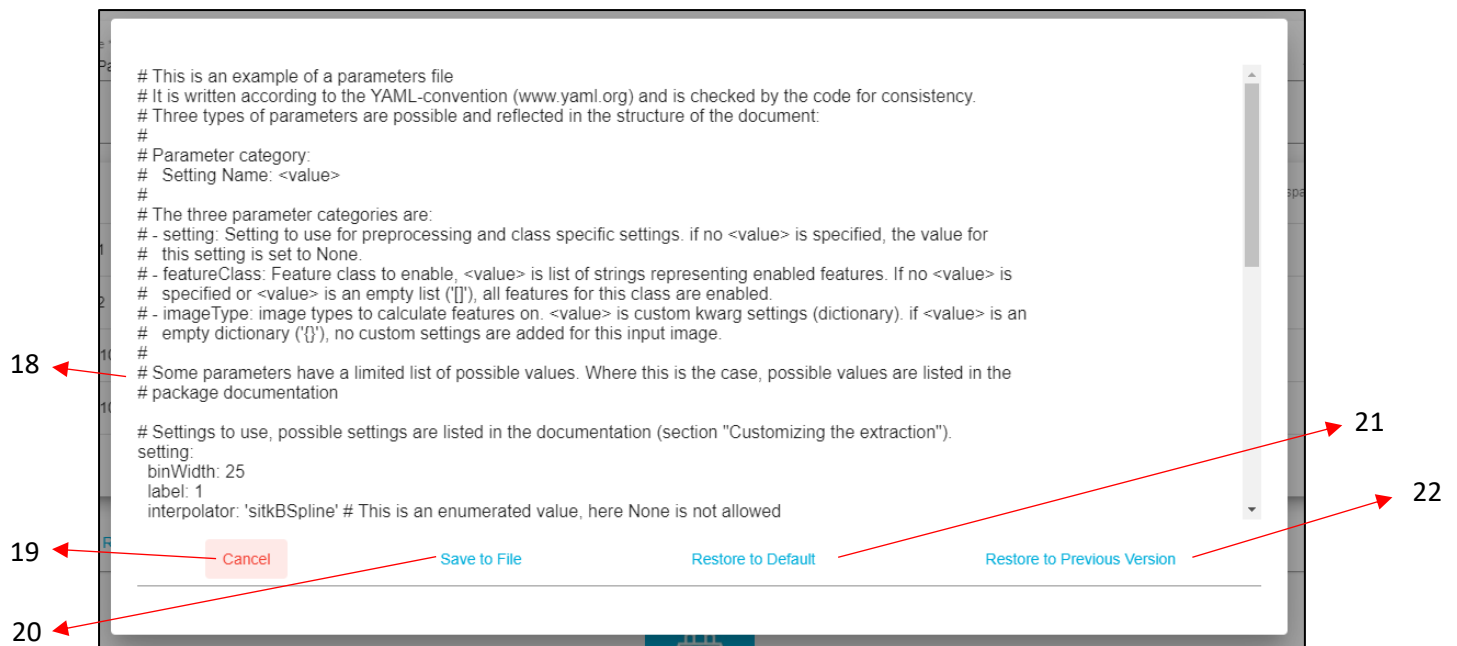 # This is an example of a parameters file
# It is written according to the YAML-convention (www.yaml.org) and is checked by the code for consistency.
# Three types of parameters are possible and reflected in the structure of the document:
#
# Parameter category:
#   Setting Name: <value>
#
# The three parameter categories are:
# - setting: Setting to use for preprocessing and class specific settings. if no <value> is specified, the value for
#   this setting is set to None.
# - featureClass: Feature class to enable, <value> is list of strings representing enabled features. If no <value> is
#   specified or <value> is an empty list ('[]'), all features for this class are enabled.
# - imageType: image types to calculate features on. <value> is custom kwarg settings (dictionary). if <value> is an
#   empty dictionary ('{}'), no custom settings are added for this input image.
#
18
# Some parameters have a limited list of possible values. Where this is the case, possible values are listed in the
# package documentation
21
# Settings to use, possible settings are listed in the documentation (section "Customizing the extraction").
setting:
  binWidth: 25
  label: 1
22
  interpolator: 'sitkBSpline' # This is an enumerated value, here None is not allowed
19
Cancel
Save to File
Restore to Default
Restore to Previous Version
20